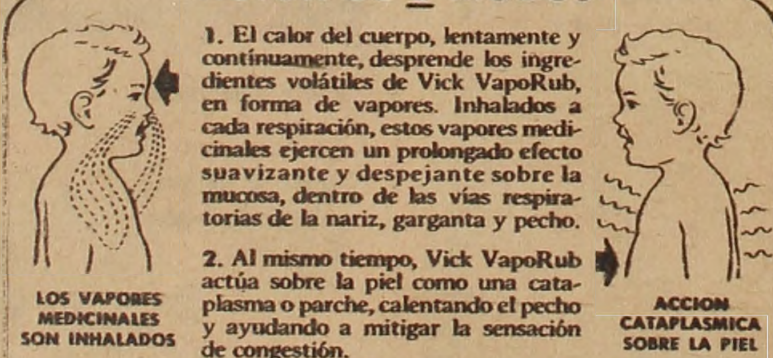 1. El calor del cuerpo, lentamente y
contínuamente, desprende los ingre-
dientes volátiles de Vick VapoRub,
en forma de vapores. Inhalados a
cada respiración, estos vapores medi-
cinales ejercen un prolongado efecto
suavizante y despejante sobre la
mucosa, dentro de las vías respira-
torias de la nariz, garganta y pecho.
2. Al mismo tiempo, Vick VapoRub
actúa sobre la piel como una cata-
plasma o parche, calentando el pecho
y ayudando a mitigar la sensación
de congestión.
LOS VAPORES
MEDICINALES
SON INHALADOS
ACCION
CATAPLASMICA
SOBRE LA PIEL